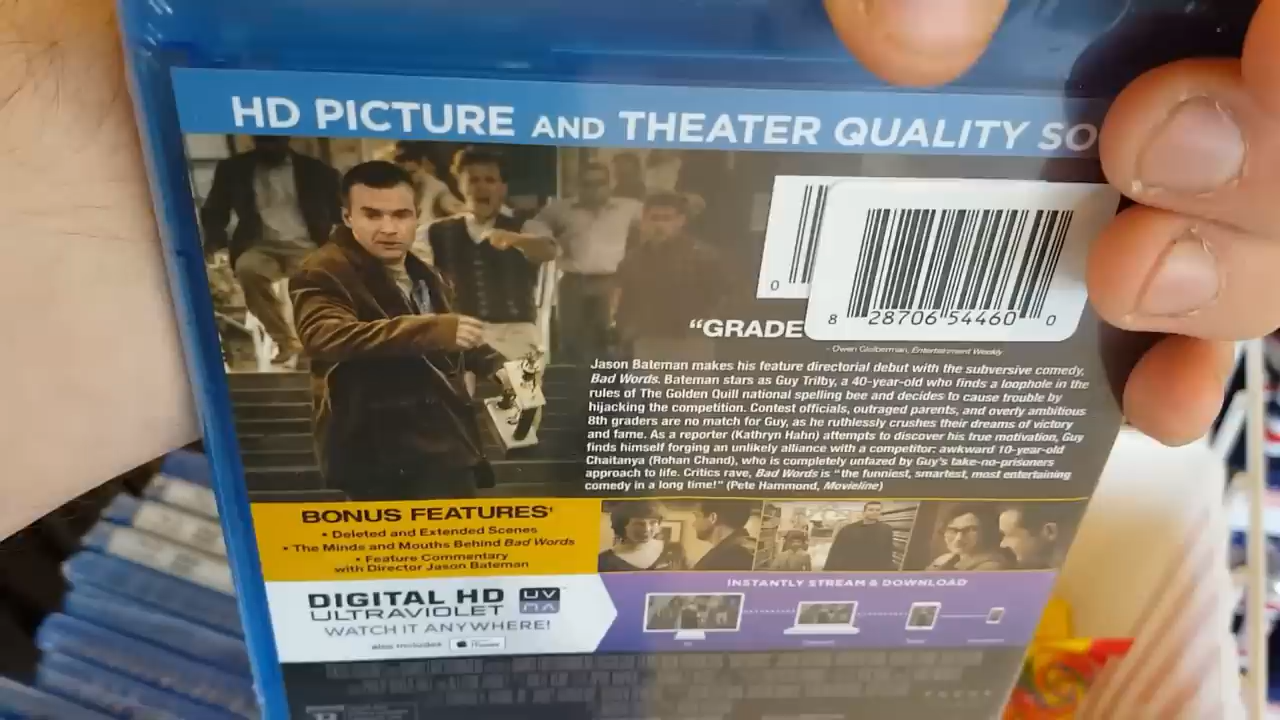 HD PICTURE AND THEATER QUALITY SO
0
8 28706 54460 0
"GRADE
- Owen Gleiberman, Entertainment Weekly
Jason Bateman makes his feature directorial debut with the subversive comedy,
Bad Words. Bateman stars as Guy Trilby, a 40-year-old who finds a loophole in the
rules of The Golden Quill national spelling bee and decides to cause trouble by
hijacking the competition. Contest officials, outraged parents, and overly ambitious
8th graders are no match for Guy, as he ruthlessly crushes their dreams of victory
and fame. As a reporter (Kathryn Hahn) attempts to discover his true motivation, Guy
finds himself forging an unlikely alliance with a competitor: awkward 10-year-old
Chaitanya (Rohan Chand), who is completely unfazed by Guy's take-no-prisoners
approach to life. Critics rave, Bad Words is "the funniest, smartest, most entertaining
comedy in a long time!" (Pete Hammond, Movieline)
BONUS FEATURES†
• Deleted and Extended Scenes
• The Minds and Mouths Behind Bad Words
• Feature Commentary
with Director Jason Bateman
DIGITAL HD
ULTRAVIOLET
UV
WATCH IT ANYWHERE!
also includes iTunes
INSTANTLY STREAM & DOWNLOAD
FOCUS
R